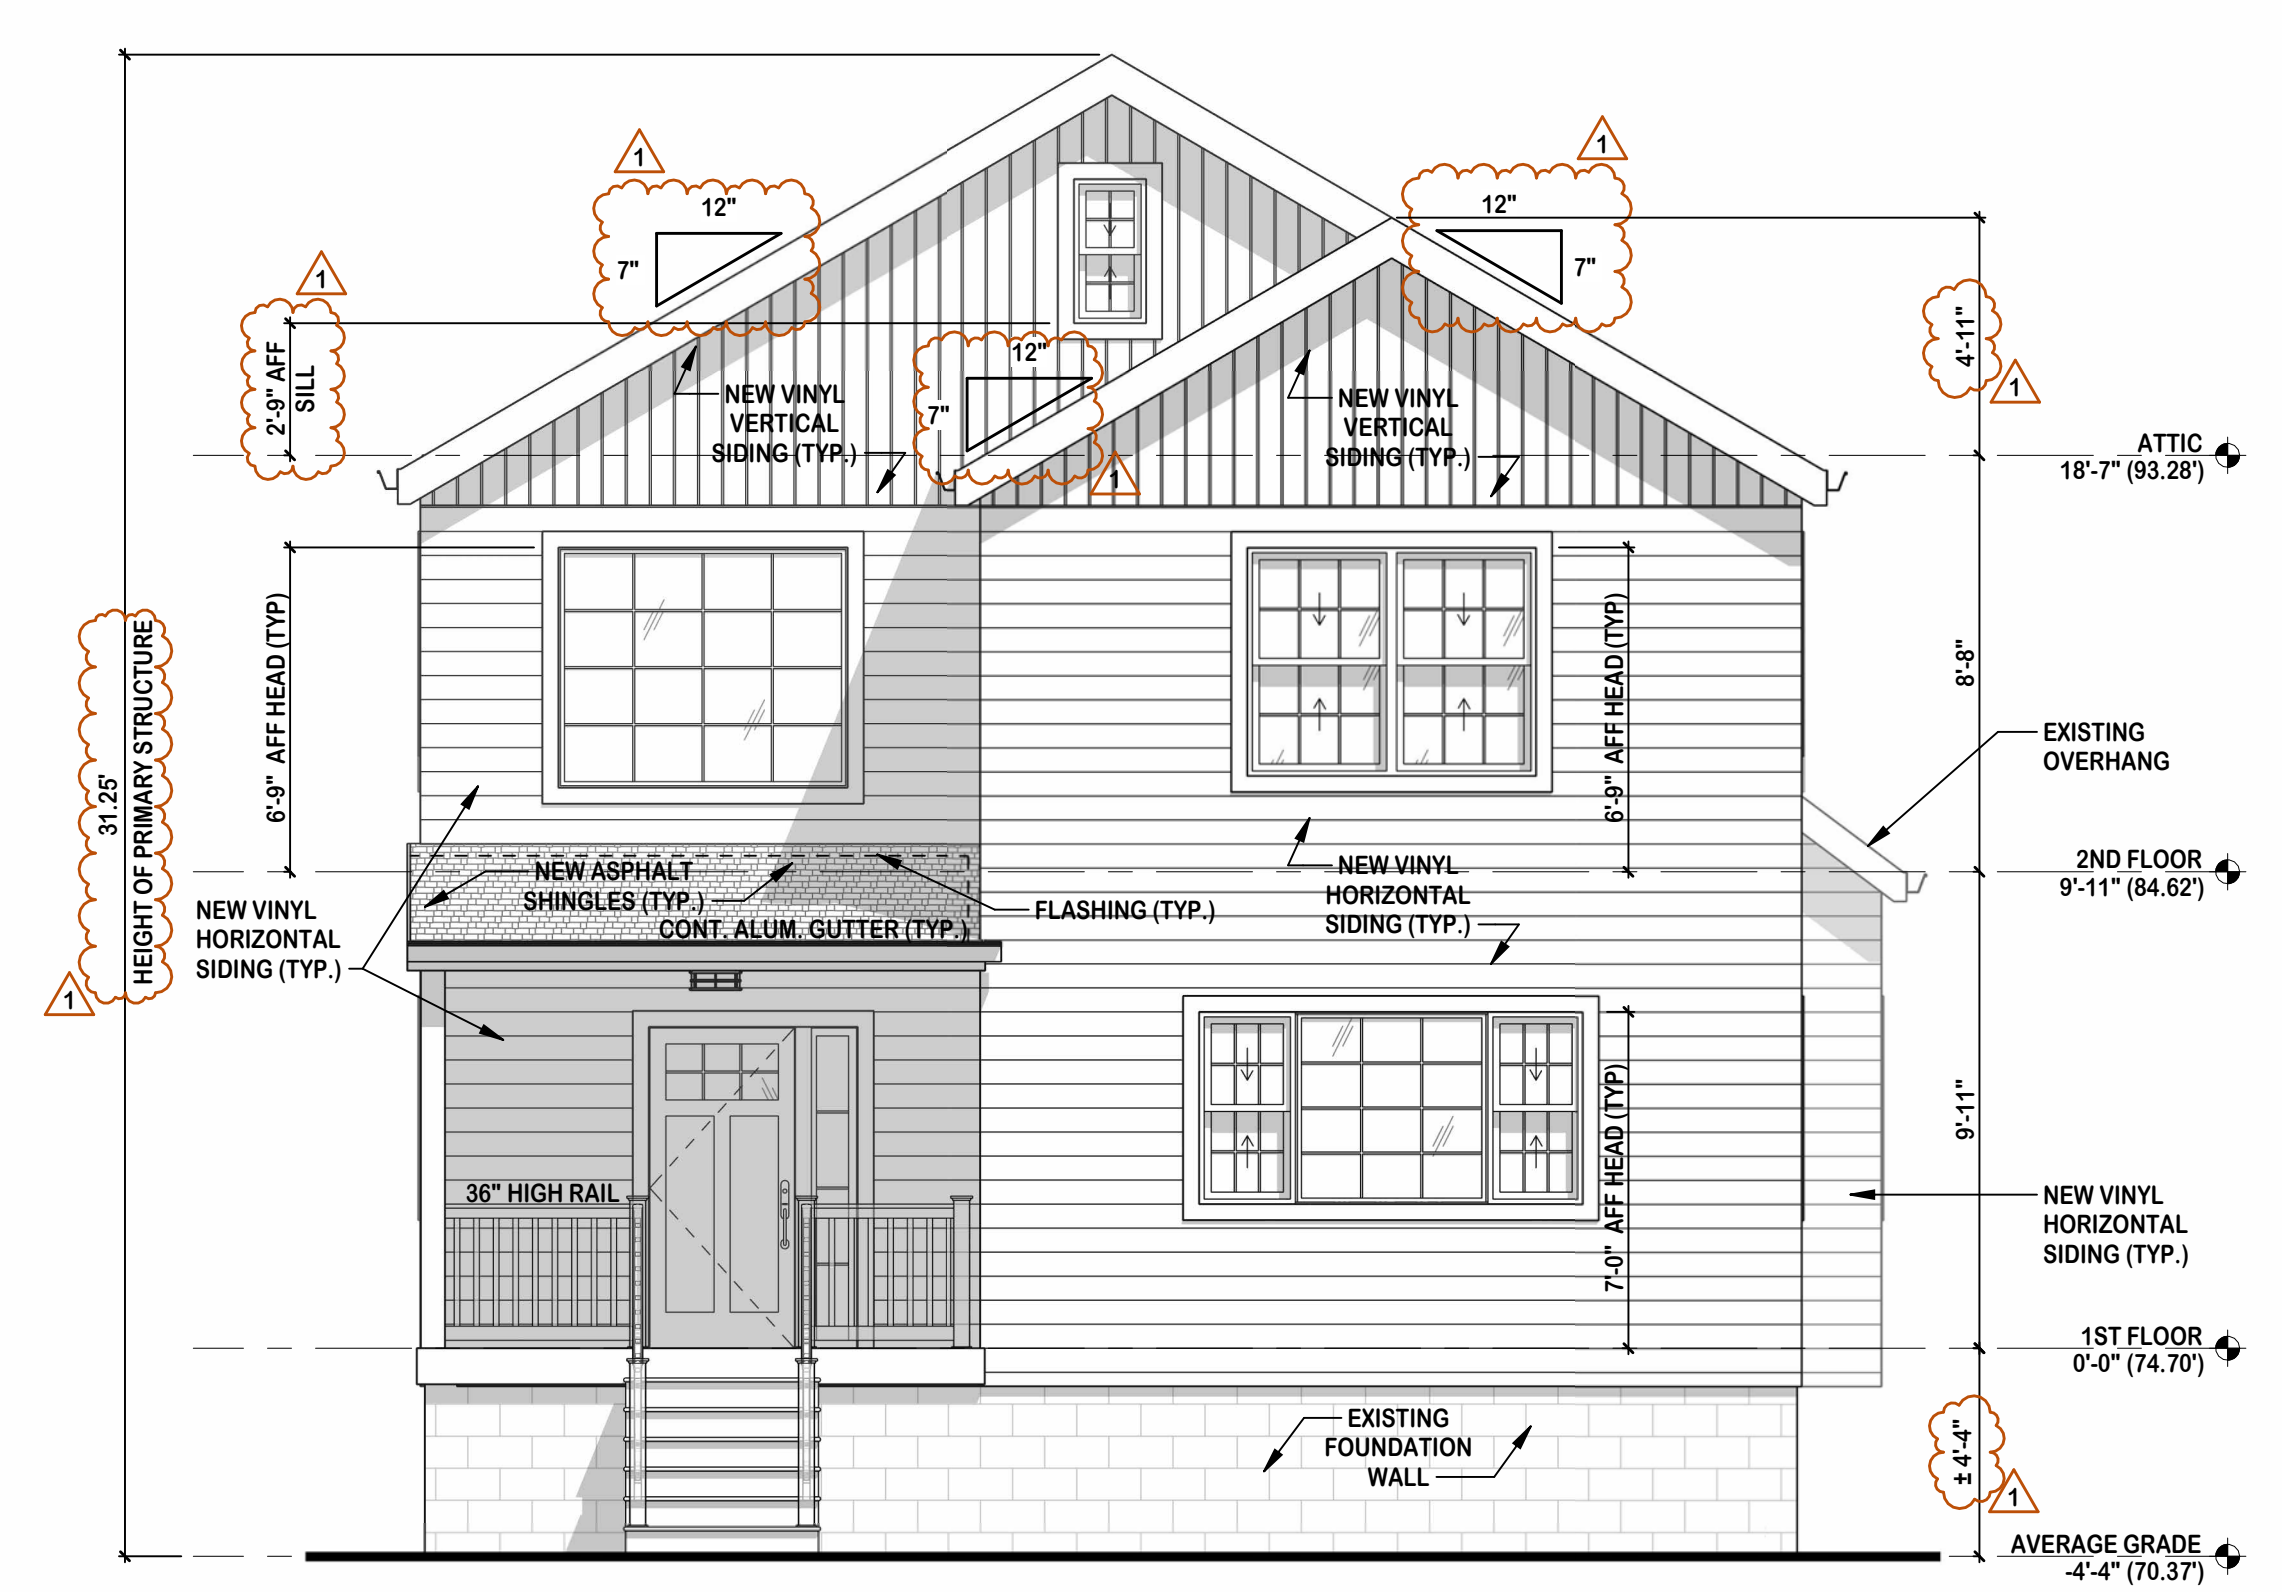 1
1
12"
12"
7"
7"
1
2'-9" AFF
SILL
12"
7"
4'-11"
1
NEW VINYL
VERTICAL
SIDING (TYP.)
NEW VINYL
VERTICAL
SIDING (TYP.)
1
ATTIC
18'-7" (93.28')
6'-9" AFF HEAD (TYP)
6'-9" AFF HEAD (TYP)
8'-8"
31.25'
HEIGHT OF PRIMARY STRUCTURE
1
EXISTING
OVERHANG
NEW ASPHALT
SHINGLES (TYP.)
CONT. ALUM. GUTTER (TYP.)
FLASHING (TYP.)
NEW VINYL
HORIZONTAL
SIDING (TYP.)
2ND FLOOR
9'-11" (84.62')
NEW VINYL
HORIZONTAL
SIDING (TYP.)
7'-0" AFF HEAD (TYP)
9'-11"
36" HIGH RAIL
NEW VINYL
HORIZONTAL
SIDING (TYP.)
1ST FLOOR
0'-0" (74.70')
EXISTING
FOUNDATION
WALL
±4'-4"
1
AVERAGE GRADE
-4'-4" (70.37')